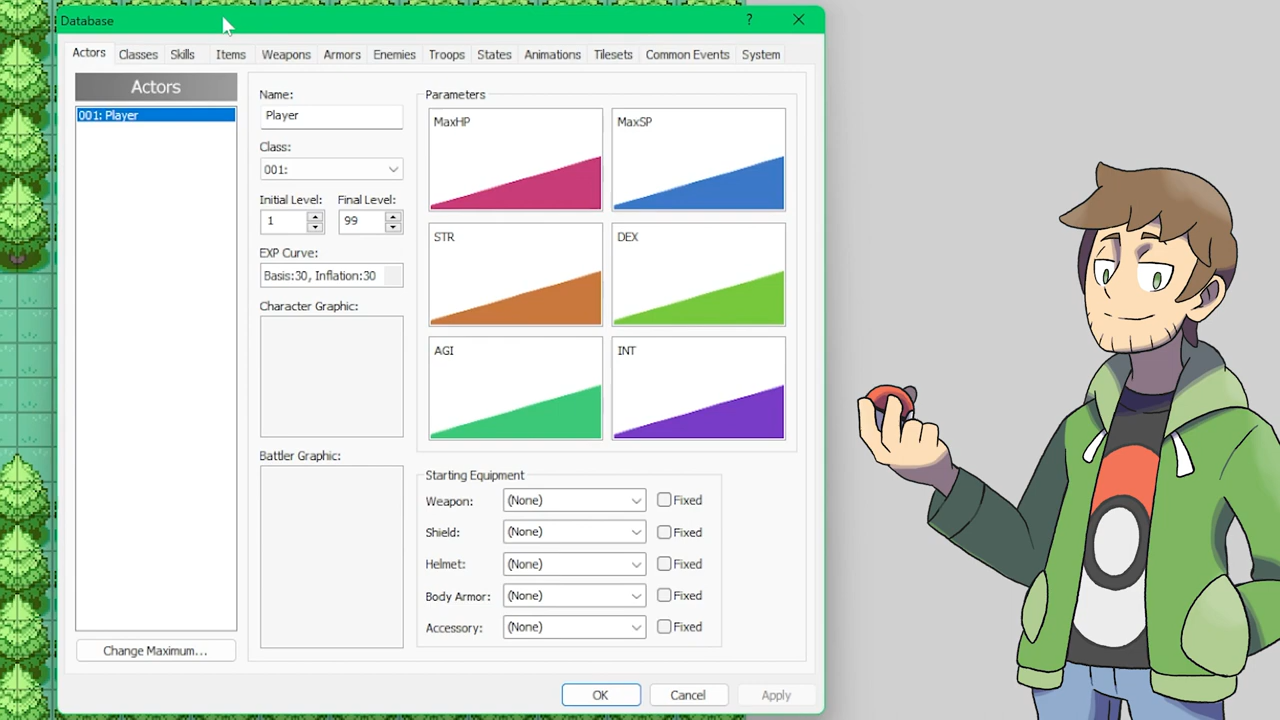 Database
?
Actors Classes Skills Items Weapons Armors Enemies Troops States Animations Tilesets Common Events System
Actors
001: Player
Change Maximum...
Name:
Player
Class:
001:
Initial Level: Final Level:
1 99
EXP Curve:
Basis:30, Inflation:30
Character Graphic:
Battler Graphic:
Parameters
MaxHP MaxSP
STR DEX
AGI INT
Starting Equipment
Weapon: (None) Fixed
Shield: (None) Fixed
Helmet: (None) Fixed
Body Armor: (None) Fixed
Accessory: (None) Fixed
OK Cancel Apply